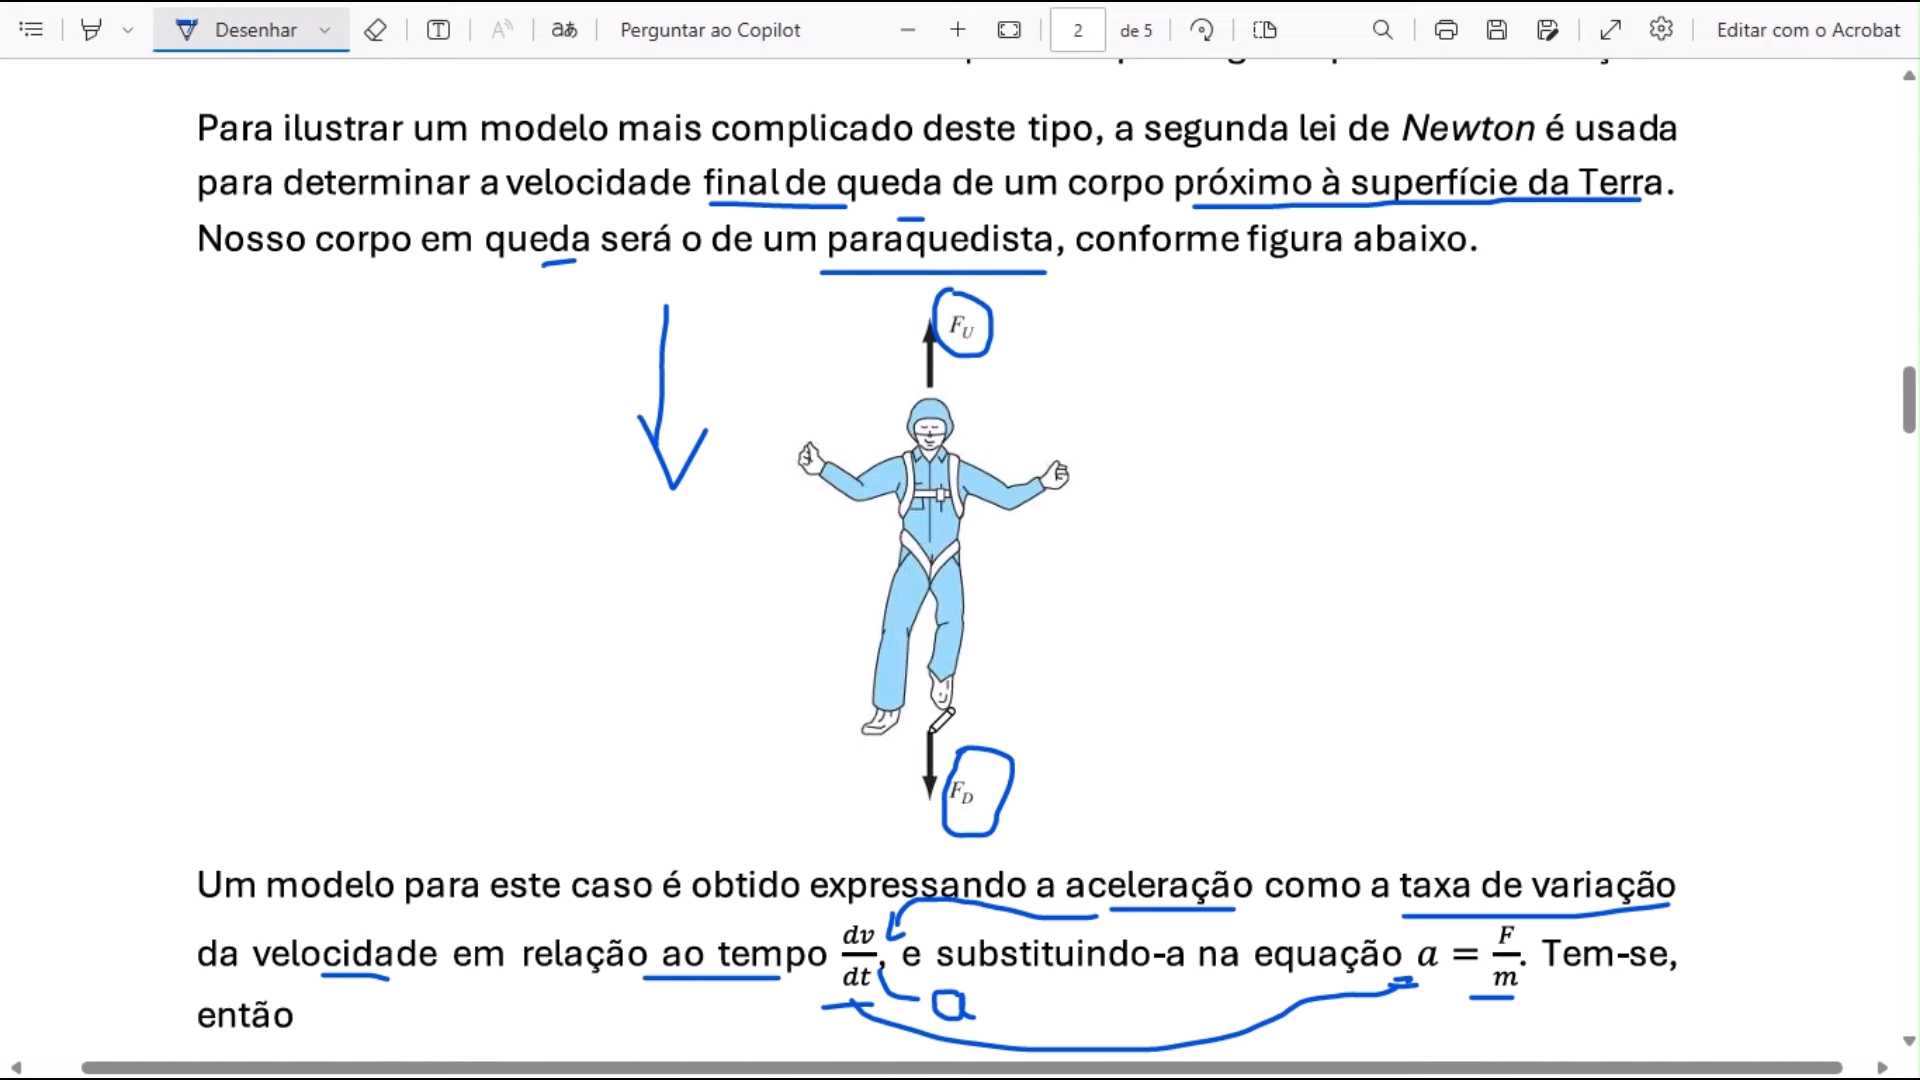 Desenhar
Perguntar ao Copilot
2
de 5
Editar com o Acrobat
Para ilustrar um modelo mais complicado deste tipo, a segunda lei de Newton é usada
para determinar a velocidade final de queda de um corpo próximo à superfície da Terra.
Nosso corpo em queda será o de um paraquedista, conforme figura abaixo.
F_U
F_D
Um modelo para este caso é obtido expressando a aceleração como a taxa de variação
da velocidade em relação ao tempo dv/dt, e substituindo-a na equação a = F/m. Tem-se,
a
então